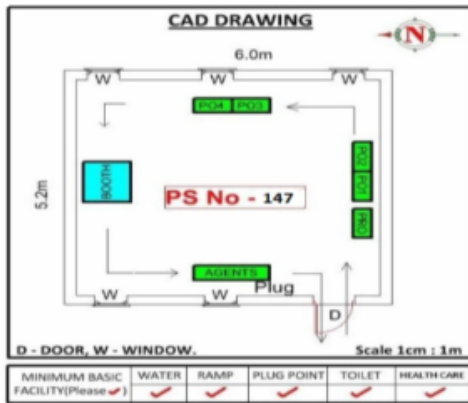 CAD DRAWING
N
6.0m
W W W
PO4 PO3
5.2m
BOOTH
PO2
PO1
PS No - 147
PRO
AGENTS
Plug
W W
D
D - DOOR, W - WINDOW. Scale 1cm : 1m
MINIMUM BASIC FACILITY(Please ✓) WATER RAMP PLUG POINT TOILET HEALTH CARE
✓ ✓ ✓ ✓ ✓